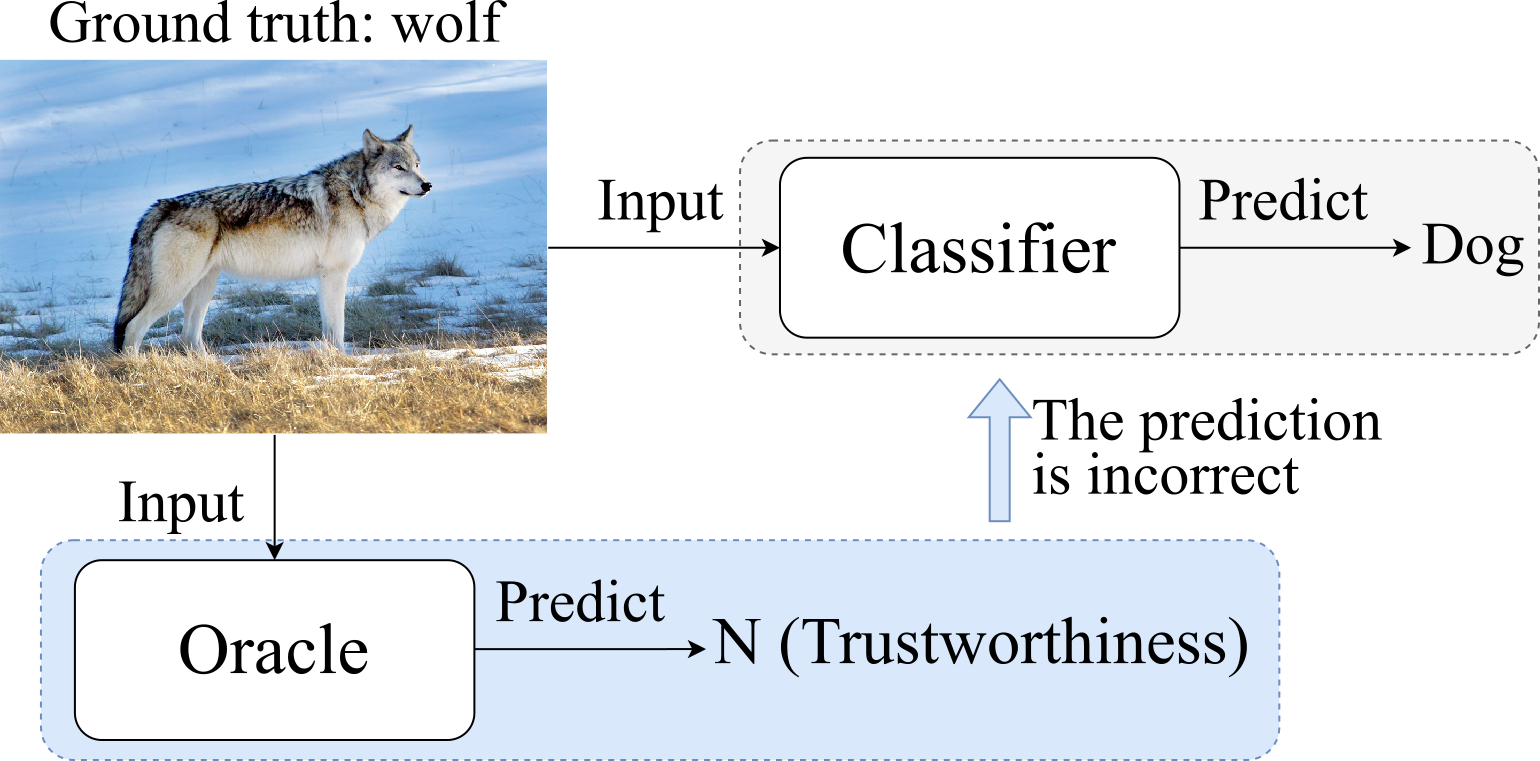 Ground truth: wolf
Input
Classifier
Predict
Dog
The prediction
is incorrect
Input
Oracle
Predict
N (Trustworthiness)